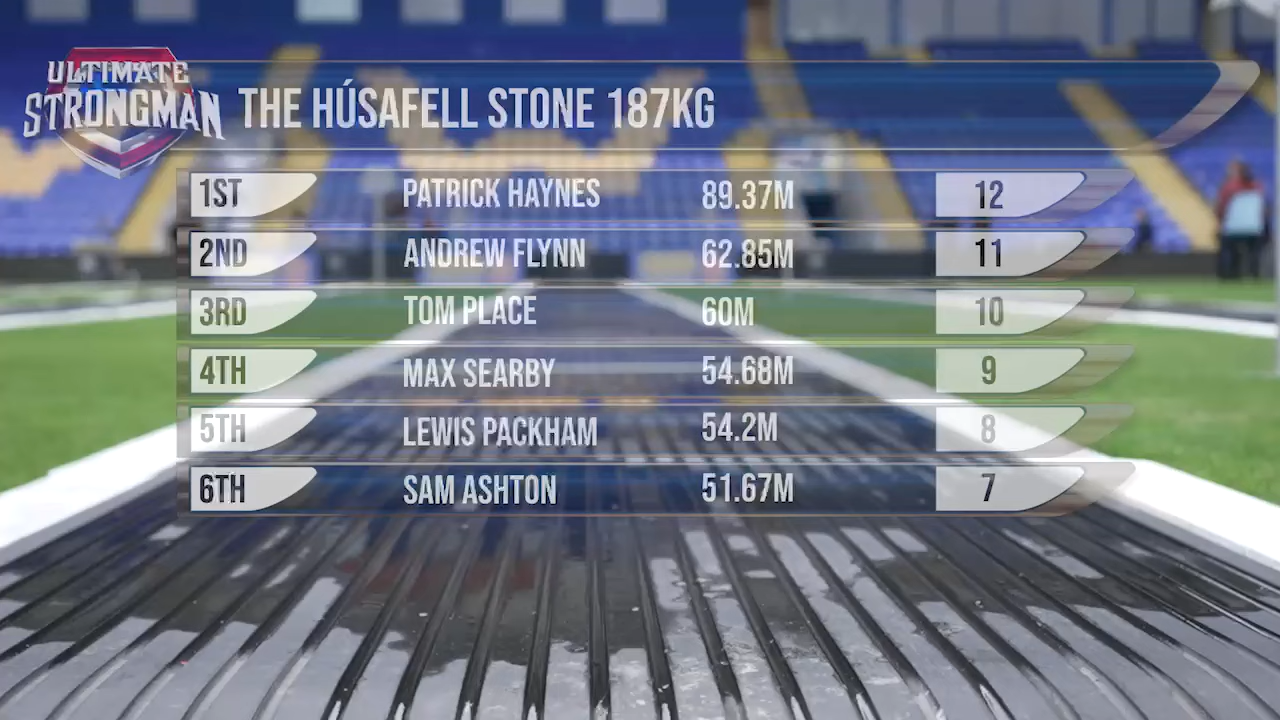 ULTIMATE
STRONGMAN
THE HÚSAFELL STONE 187KG
1ST PATRICK HAYNES 89.37M 12
2ND ANDREW FLYNN 62.85M 11
3RD TOM PLACE 60M 10
4TH MAX SEARBY 54.68M 9
5TH LEWIS PACKHAM 54.2M 8
6TH SAM ASHTON 51.67M 7